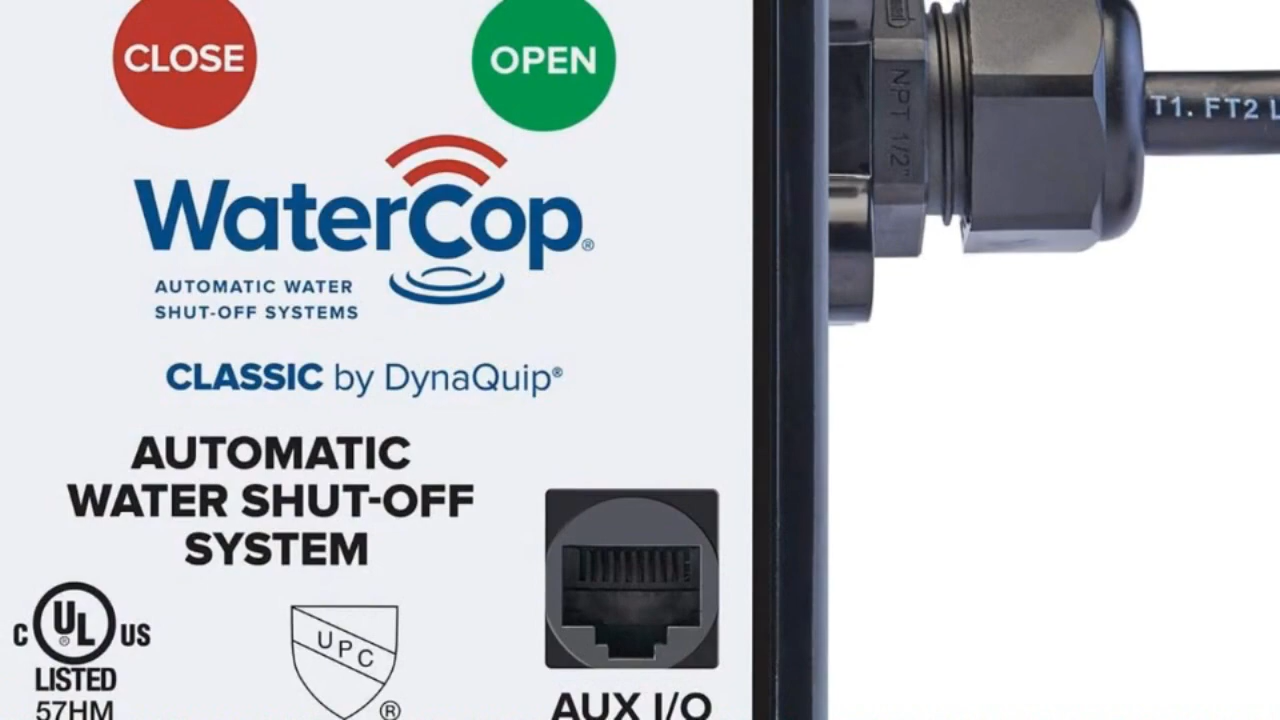 CLOSE
OPEN
WaterCop®
AUTOMATIC WATER
SHUT-OFF SYSTEMS
CLASSIC by DynaQuip®
AUTOMATIC
WATER SHUT-OFF
SYSTEM
C UL® US
LISTED
57HM
UPC
®
AUX I/O
NPT 1/2"
T1. FT2